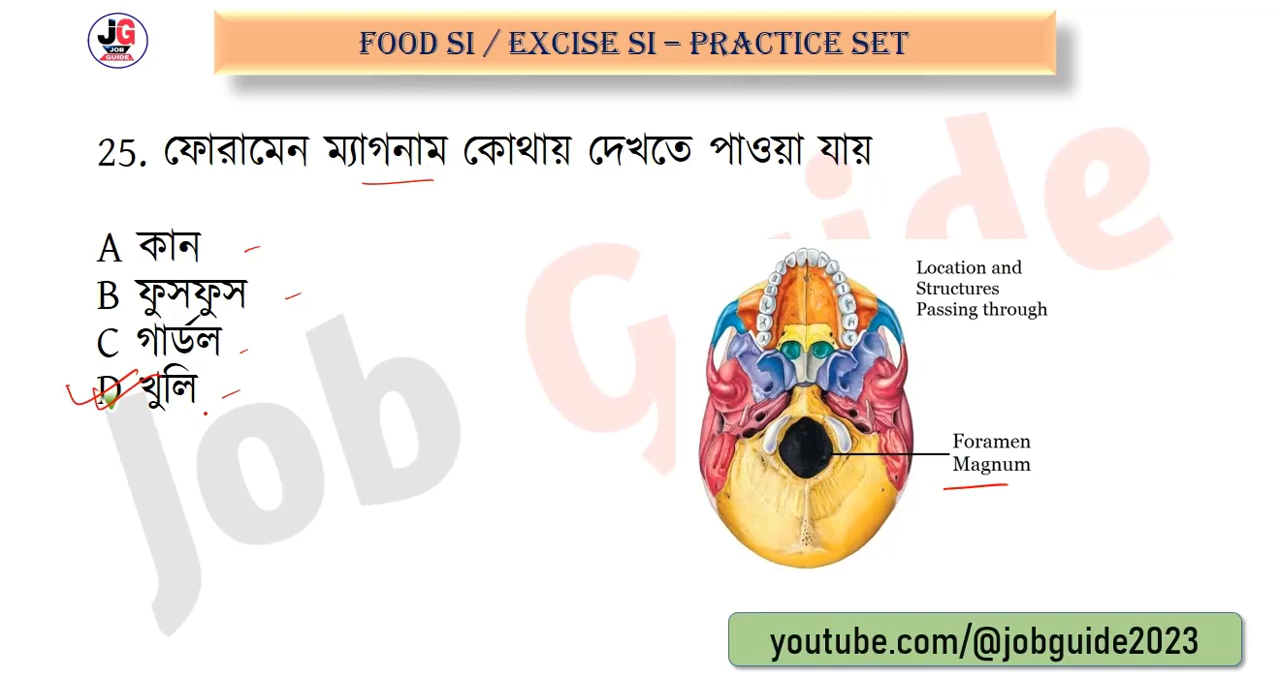 JG
JOB
GUIDE
FOOD SI / EXCISE SI – PRACTICE SET
25. ফোরামেন ম্যাগনাম কোথায় দেখতে পাওয়া যায়
A কান
B ফুসফুস
C গার্ডল
D খুলি
Location and
Structures
Passing through
Foramen
Magnum
Job Guide
youtube.com/@jobguide2023